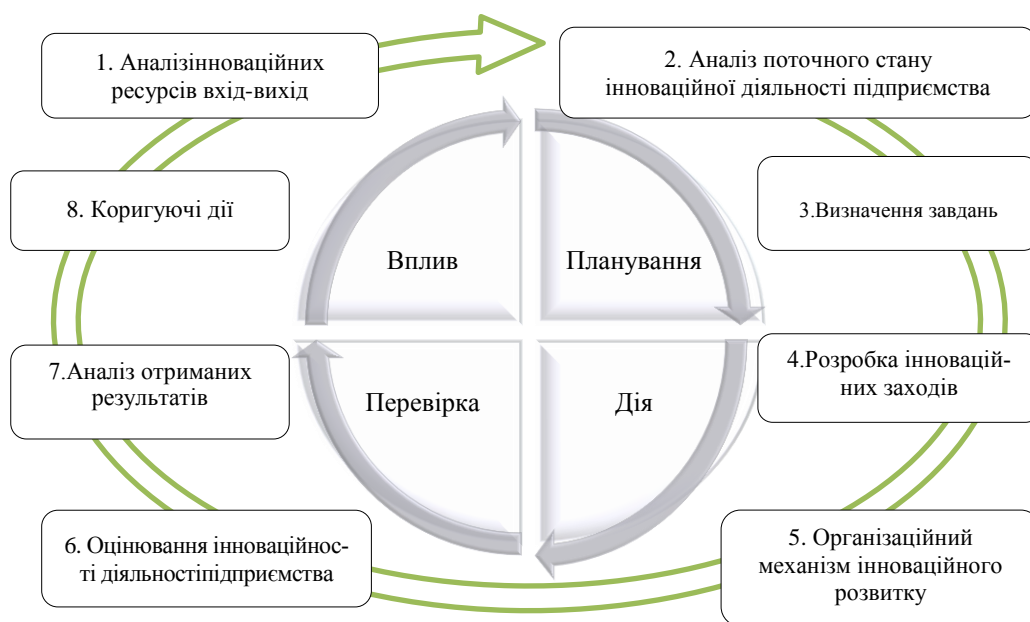 1. Аналізінноваційних
ресурсів вхід-вихід
2. Аналіз поточного стану
інноваційної діяльності підприємства
8. Коригуючі дії
3.Визначення завдань
Вплив
Планування
7.Аналіз отриманих
результатів
4.Розробка інновацій-
них заходів
Перевірка
Дія
6. Оцінювання інноваційнос-
ті діяльностіпідприємства
5. Організаційний
механізм інноваційного
розвитку